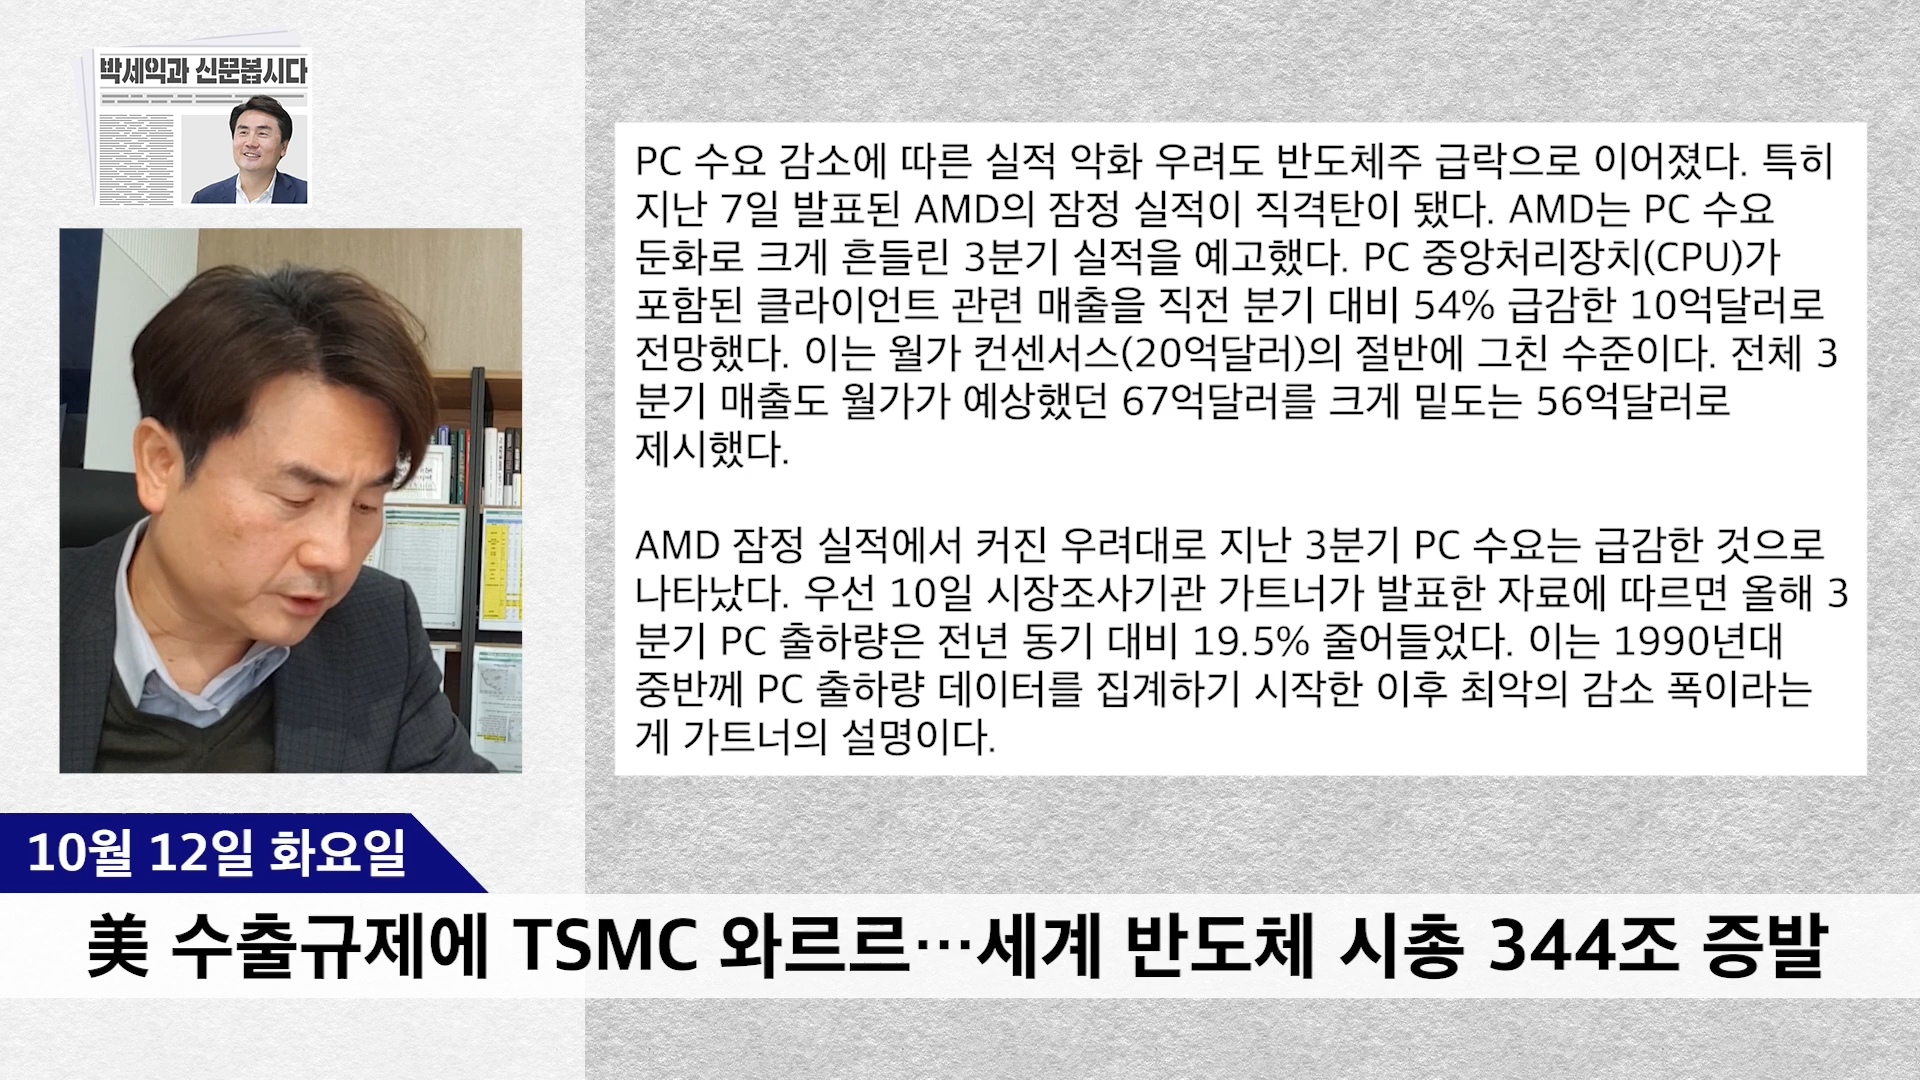 박세익과 신문봅시다
PC 수요 감소에 따른 실적 악화 우려도 반도체주 급락으로 이어졌다. 특히
지난 7일 발표된 AMD의 잠정 실적이 직격탄이 됐다. AMD는 PC 수요
둔화로 크게 흔들린 3분기 실적을 예고했다. PC 중앙처리장치(CPU)가
포함된 클라이언트 관련 매출을 직전 분기 대비 54% 급감한 10억달러로
전망했다. 이는 월가 컨센서스(20억달러)의 절반에 그친 수준이다. 전체 3
분기 매출도 월가가 예상했던 67억달러를 크게 밑도는 56억달러로
제시했다.
AMD 잠정 실적에서 커진 우려대로 지난 3분기 PC 수요는 급감한 것으로
나타났다. 우선 10일 시장조사기관 가트너가 발표한 자료에 따르면 올해 3
분기 PC 출하량은 전년 동기 대비 19.5% 줄어들었다. 이는 1990년대
중반께 PC 출하량 데이터를 집계하기 시작한 이후 최악의 감소 폭이라는
게 가트너의 설명이다.
10월 12일 화요일
美 수출규제에 TSMC 와르르…세계 반도체 시총 344조 증발